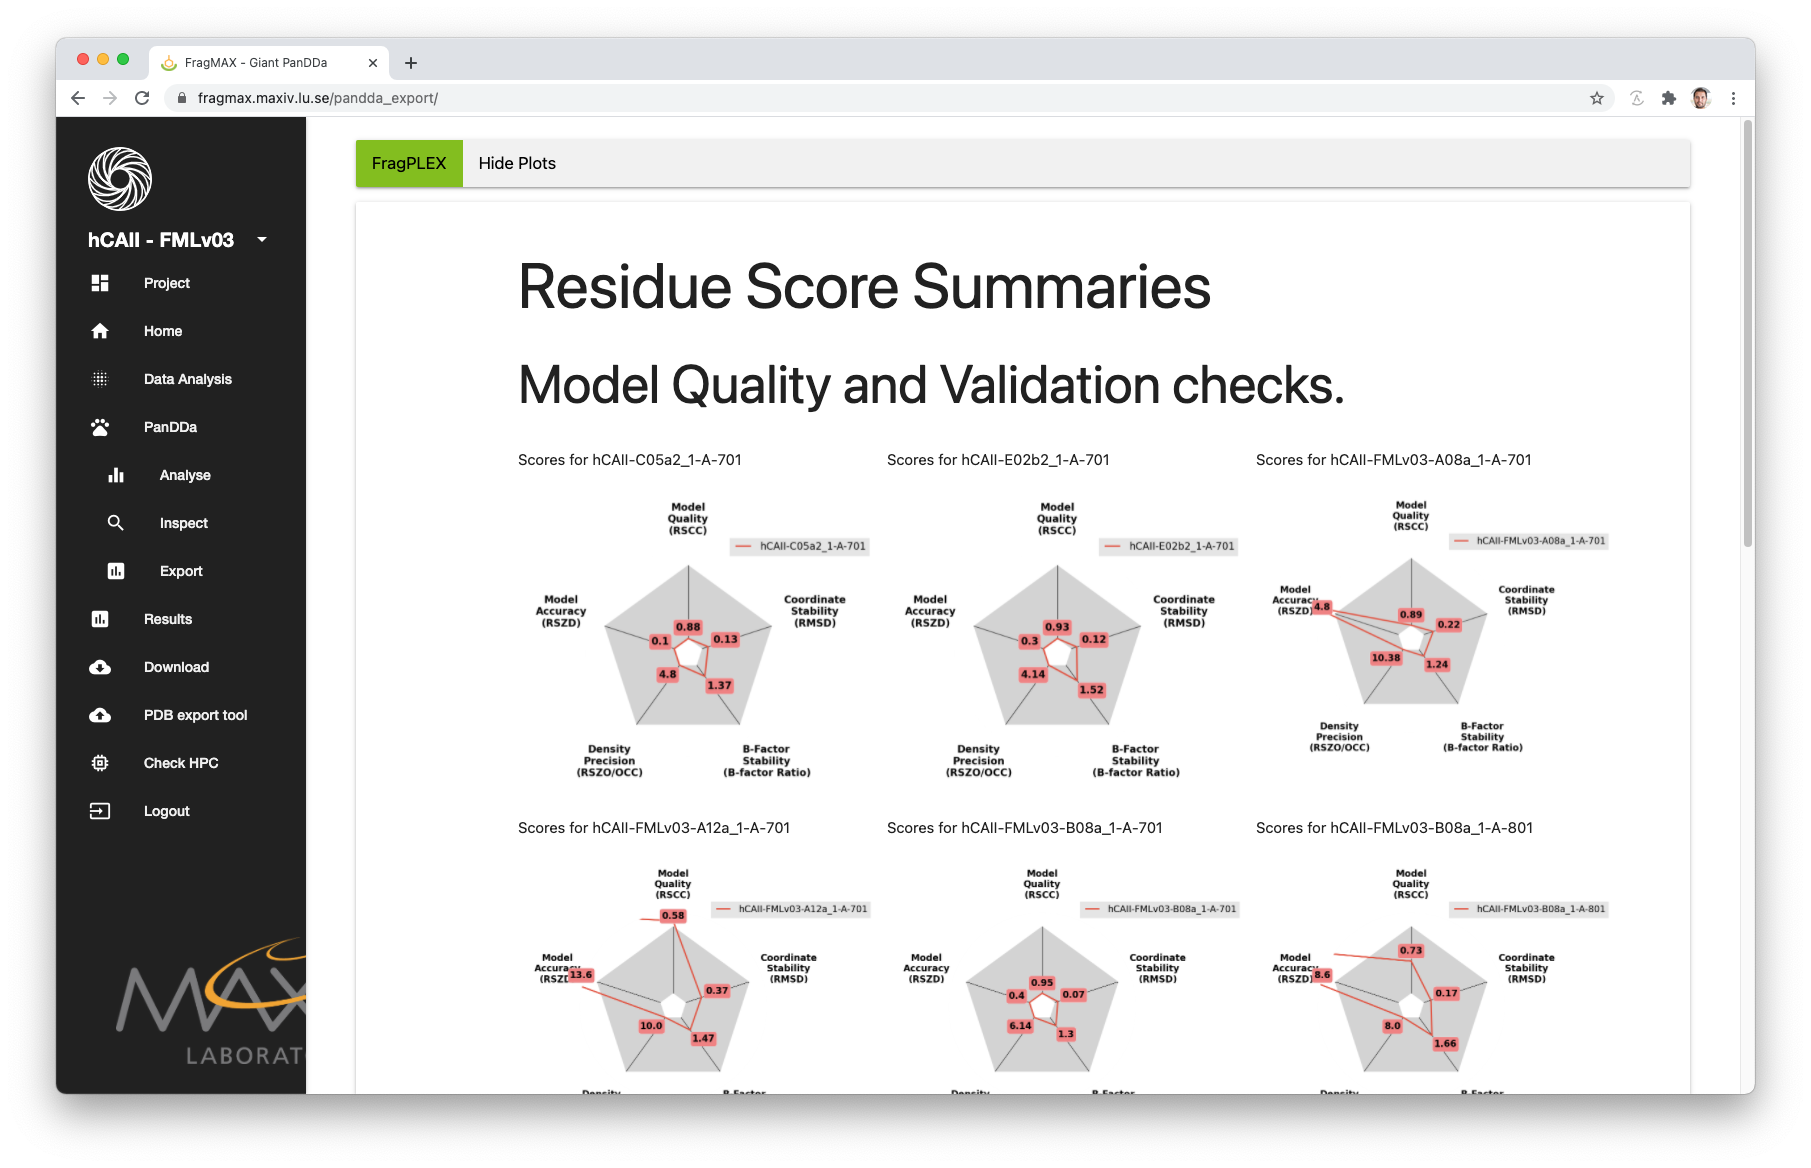 FragMAX - Giant PanDDa
fragmax.maxiv.lu.se/pandda_export/
FragPLEX
Hide Plots
hCAII - FMLv03
Project
Home
Data Analysis
PanDDa
Analyse
Inspect
Export
Results
Download
PDB export tool
Check HPC
Logout
MAX
LABORAT
Residue Score Summaries
Model Quality and Validation checks.
Scores for hCAII-C05a2_1-A-701
Model
Quality
(RSCC)
hCAII-C05a2_1-A-701
Model
Accuracy
(RSZD)
Coordinate
Stability
(RMSD)
0.88
0.1
0.13
4.8
1.37
Density
Precision
(RSZO/OCC)
B-Factor
Stability
(B-factor Ratio)
Scores for hCAII-E02b2_1-A-701
Model
Quality
(RSCC)
hCAII-E02b2_1-A-701
Model
Accuracy
(RSZD)
Coordinate
Stability
(RMSD)
0.93
0.3
0.12
4.14
1.52
Density
Precision
(RSZO/OCC)
B-Factor
Stability
(B-factor Ratio)
Scores for hCAII-FMLv03-A08a_1-A-701
Model
Quality
(RSCC)
hCAII-FMLv03-A08a_1-A-701
Model
Accuracy
(RSZD)
Coordinate
Stability
(RMSD)
4.8
0.89
0.22
10.38
1.24
Density
Precision
(RSZO/OCC)
B-Factor
Stability
(B-factor Ratio)
Scores for hCAII-FMLv03-A12a_1-A-701
Model
Quality
(RSCC)
hCAII-FMLv03-A12a_1-A-701
0.58
Model
Accuracy
(RSZD
Coordinate
Stability
(RMSD)
13.6
0.37
10.0
1.47
Density
B-Factor
Scores for hCAII-FMLv03-B08a_1-A-701
Model
Quality
(RSCC)
hCAII-FMLv03-B08a_1-A-701
Model
Accuracy
(RSZD)
Coordinate
Stability
(RMSD)
0.95
0.4
0.07
6.14
1.3
Density
B-Factor
Scores for hCAII-FMLv03-B08a_1-A-801
Model
Quality
(RSCC)
hCAII-FMLv03-B08a_1-A-801
0.73
Model
Accuracy
(RSZD)
Coordinate
Stability
(RMSD)
8.6
0.17
8.0
1.66
Density
B-Factor